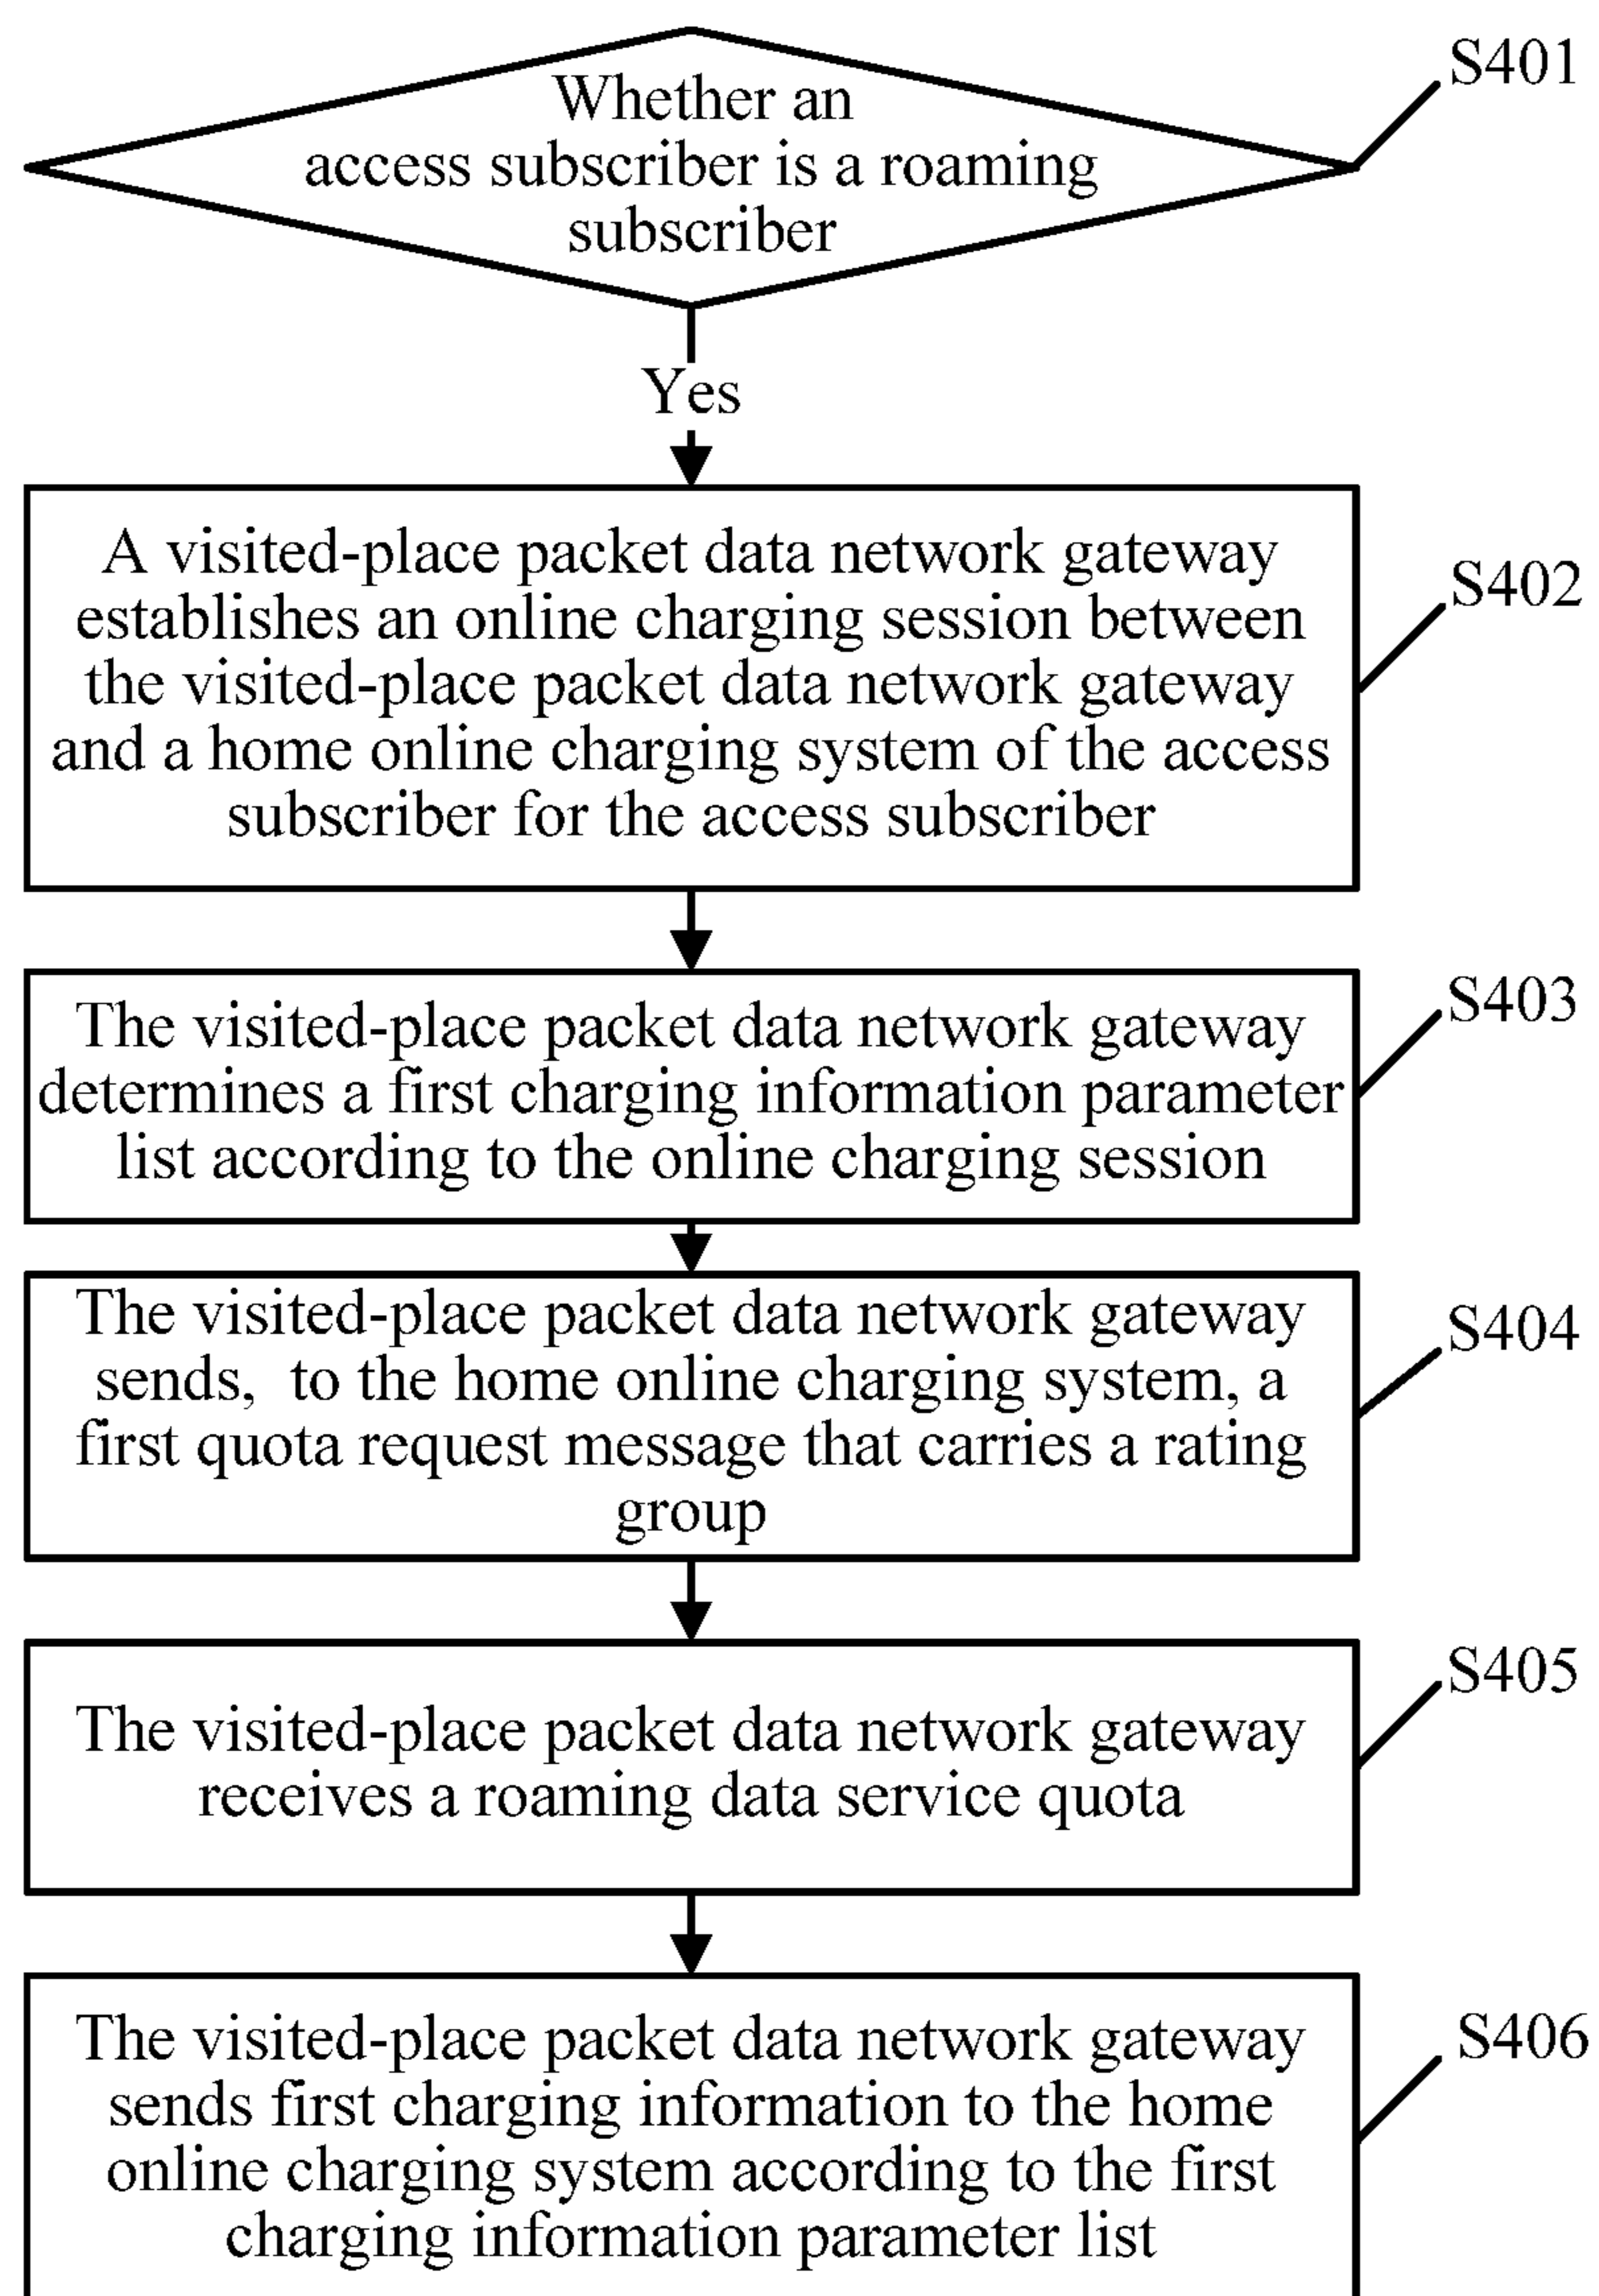 Whether an
access subscriber is a roaming
subscriber
S401
Yes
A visited-place packet data network gateway
establishes an online charging session between
the visited-place packet data network gateway
and a home online charging system of the access
subscriber for the access subscriber
S402
The visited-place packet data network gateway
determines a first charging information parameter
list according to the online charging session
S403
The visited-place packet data network gateway
sends, to the home online charging system, a
first quota request message that carries a rating
group
S404
The visited-place packet data network gateway
receives a roaming data service quota
S405
The visited-place packet data network gateway
sends first charging information to the home
online charging system according to the first
charging information parameter list
S406